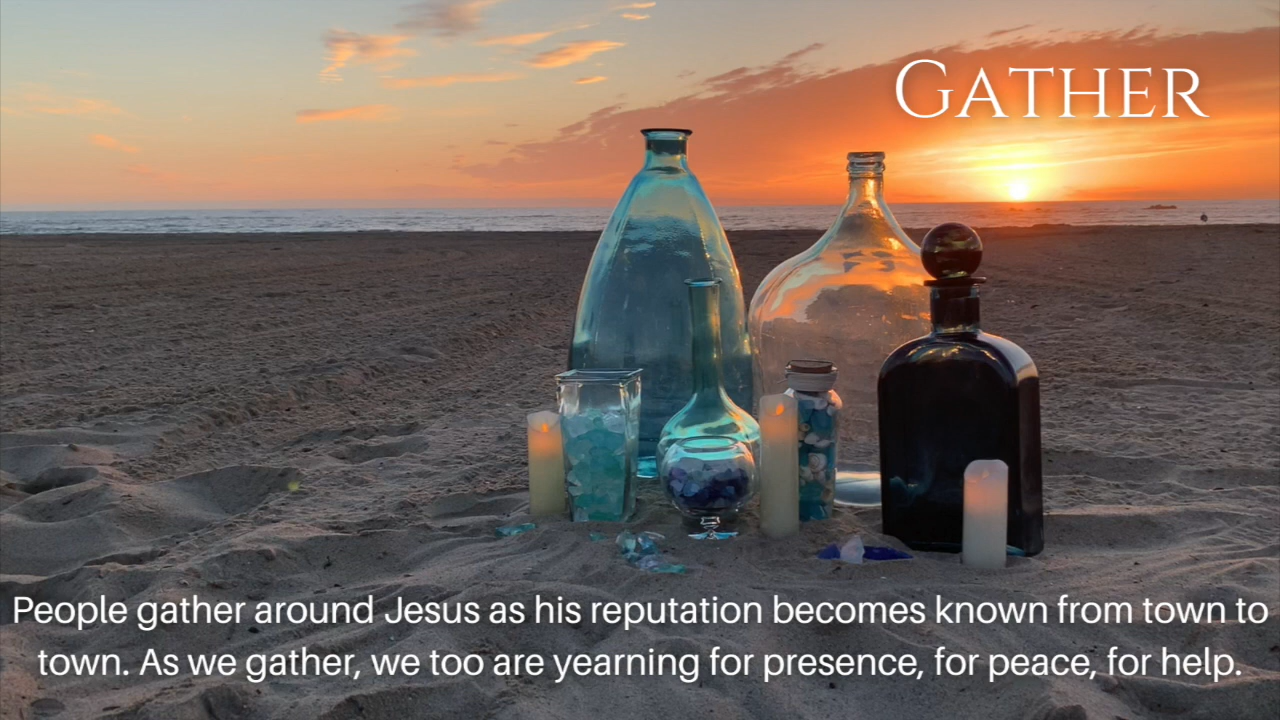 GATHER
People gather around Jesus as his reputation becomes known from town to
town. As we gather, we too are yearning for presence, for peace, for help.